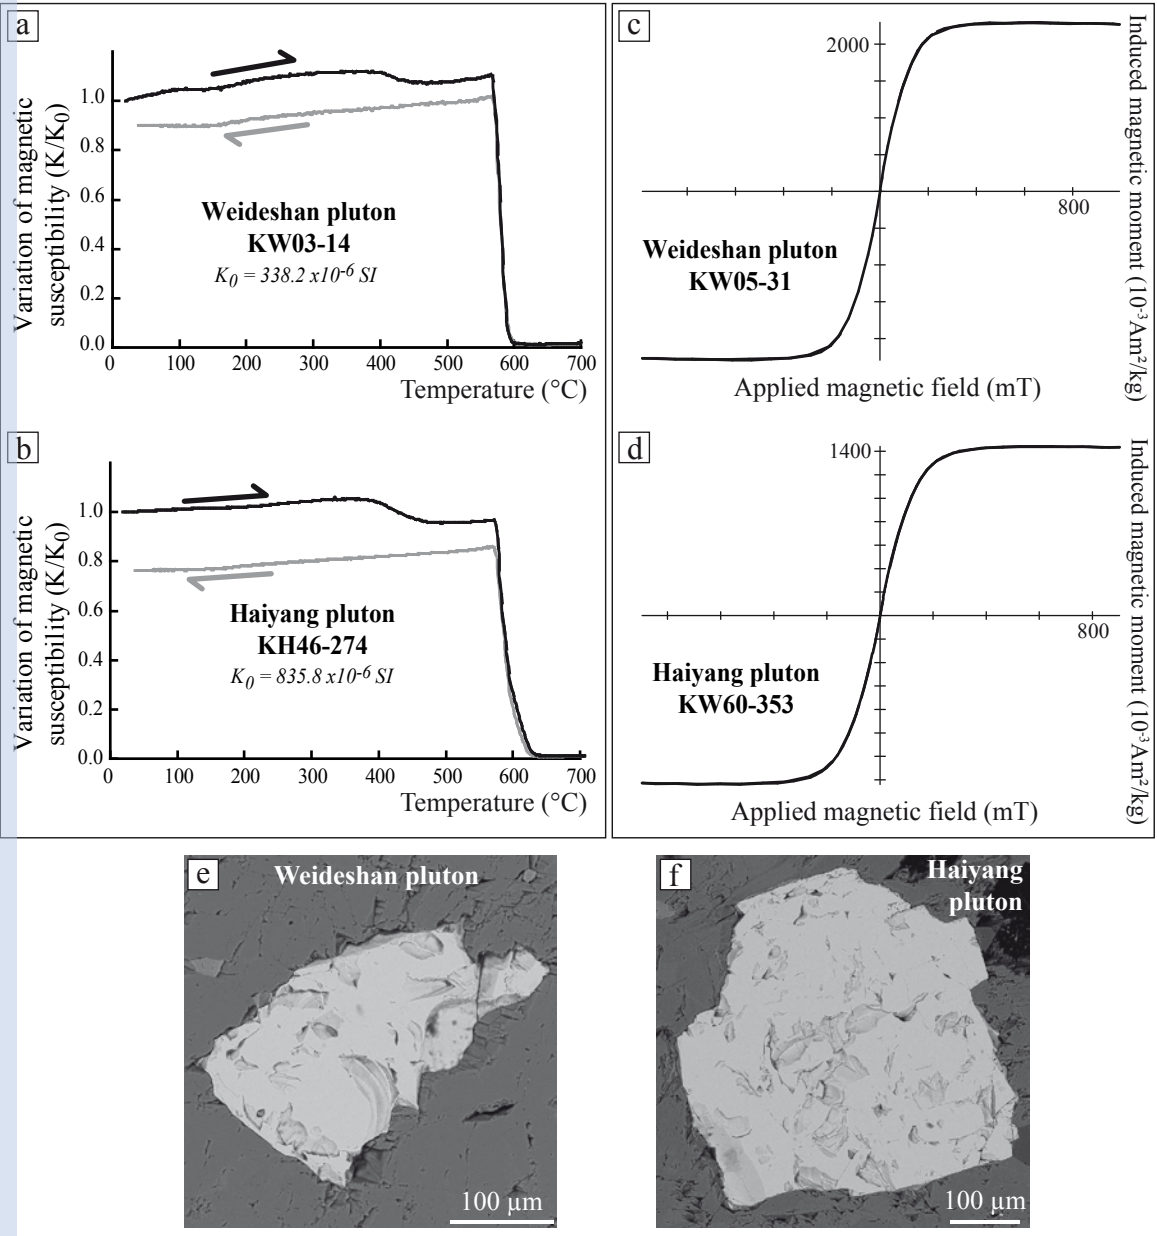 a
Variation of magnetic
susceptibility (K/K0)
1.0
0.8
0.6
0.4
0.2
0.0
0 100 200 300 400 500 600 700
Temperature (°C)
Weideshan pluton
KW03-14
K0 = 338.2 x10-6 SI
b
Variation of magnetic
susceptibility (K/K0)
1.0
0.8
0.6
0.4
0.2
0.0
0 100 200 300 400 500 600 700
Temperature (°C)
Haiyang pluton
KH46-274
K0 = 835.8 x10-6 SI
c
2000
800
Weideshan pluton
KW05-31
Applied magnetic field (mT)
Induced magnetic moment (10-3Am²/kg)
d
1400
800
Haiyang pluton
KW60-353
Applied magnetic field (mT)
Induced magnetic moment (10-3Am²/kg)
e
Weideshan pluton
100 µm
f
Haiyang
pluton
100 µm